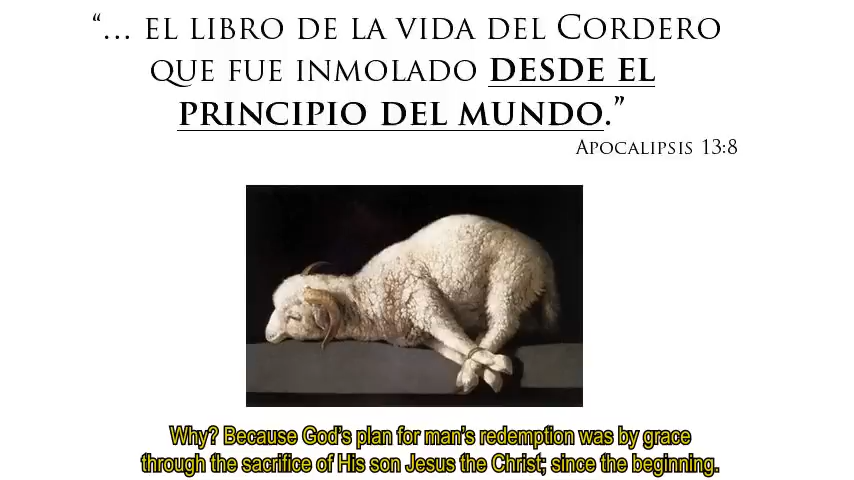 “... EL LIBRO DE LA VIDA DEL CORDERO
QUE FUE INMOLADO DESDE EL
PRINCIPIO DEL MUNDO.”
APOCALIPSIS 13:8
Why? Because God's plan for man's redemption was by grace
through the sacrifice of His son Jesus the Christ; since the beginning.